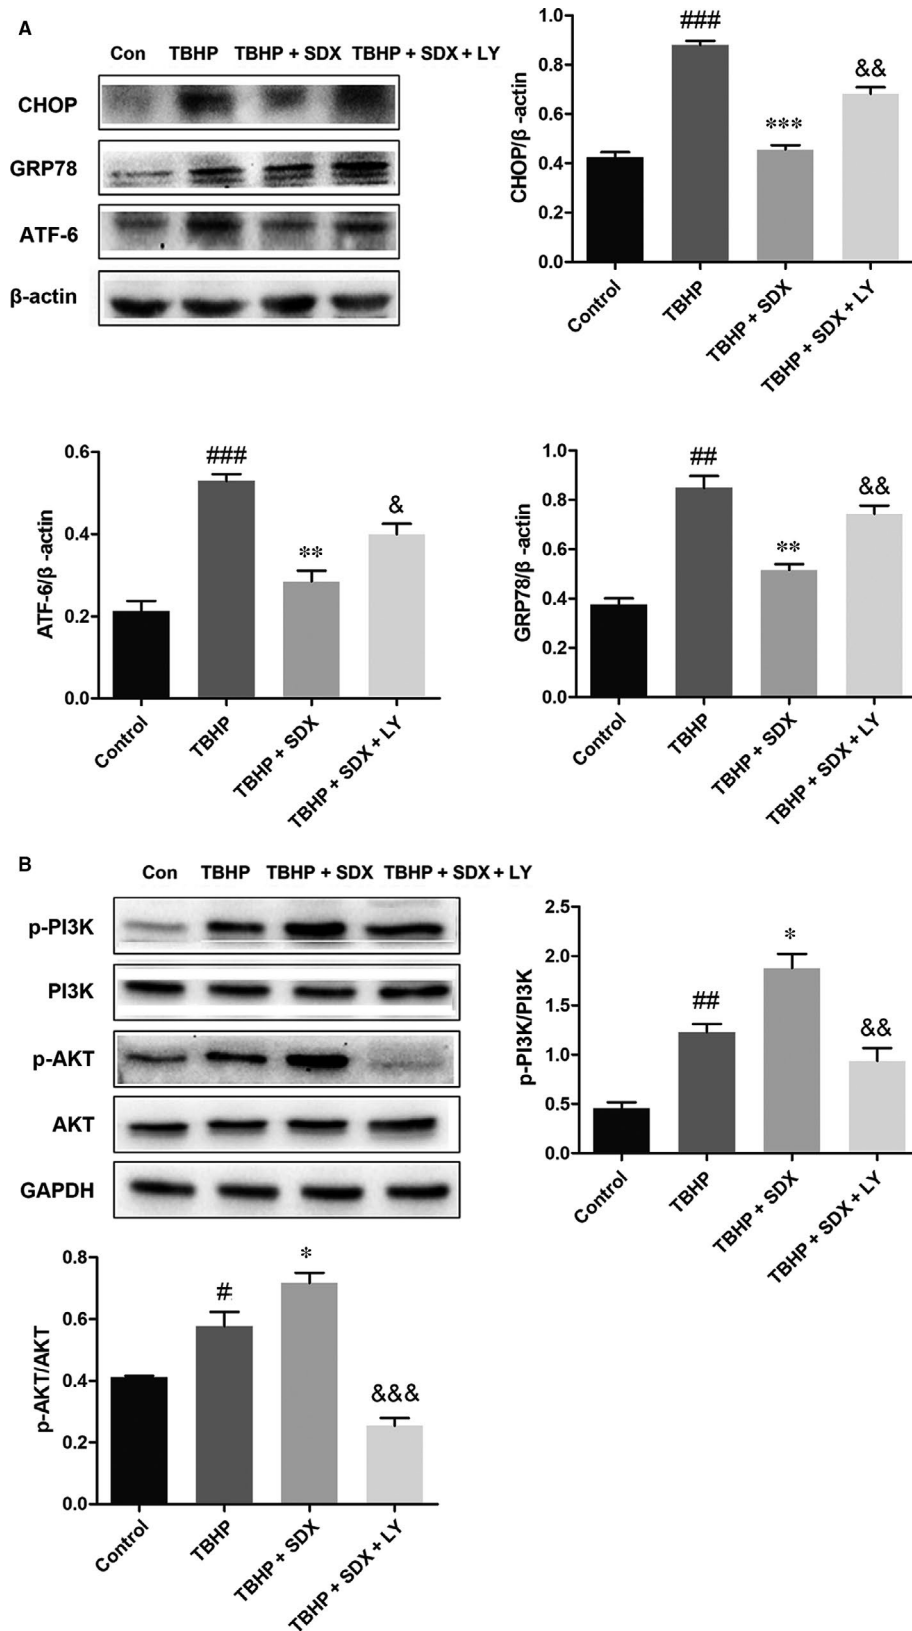 A
Con TBHP TBHP + SDX TBHP + SDX + LY
CHOP
GRP78
ATF-6
β-actin
CHOP/β -actin
1.0
0.8
0.6
0.4
0.2
0.0
###
***
&&
Control
TBHP
TBHP + SDX
TBHP + SDX + LY
ATF-6/β -actin
0.6
0.4
0.2
0.0
###
**
&
Control
TBHP
TBHP + SDX
TBHP + SDX + LY
GRP78/β -actin
1.0
0.8
0.6
0.4
0.2
0.0
##
**
&&
Control
TBHP
TBHP + SDX
TBHP + SDX + LY
B
Con TBHP TBHP + SDX TBHP + SDX + LY
p-PI3K
PI3K
p-AKT
AKT
GAPDH
p-PI3K/PI3K
2.5
2.0
1.5
1.0
0.5
0.0
##
*
&&
Control
TBHP
TBHP + SDX
TBHP + SDX + LY
p-AKT/AKT
0.8
0.6
0.4
0.2
0.0
#
*
&&&
Control
TBHP
TBHP + SDX
TBHP + SDX + LY